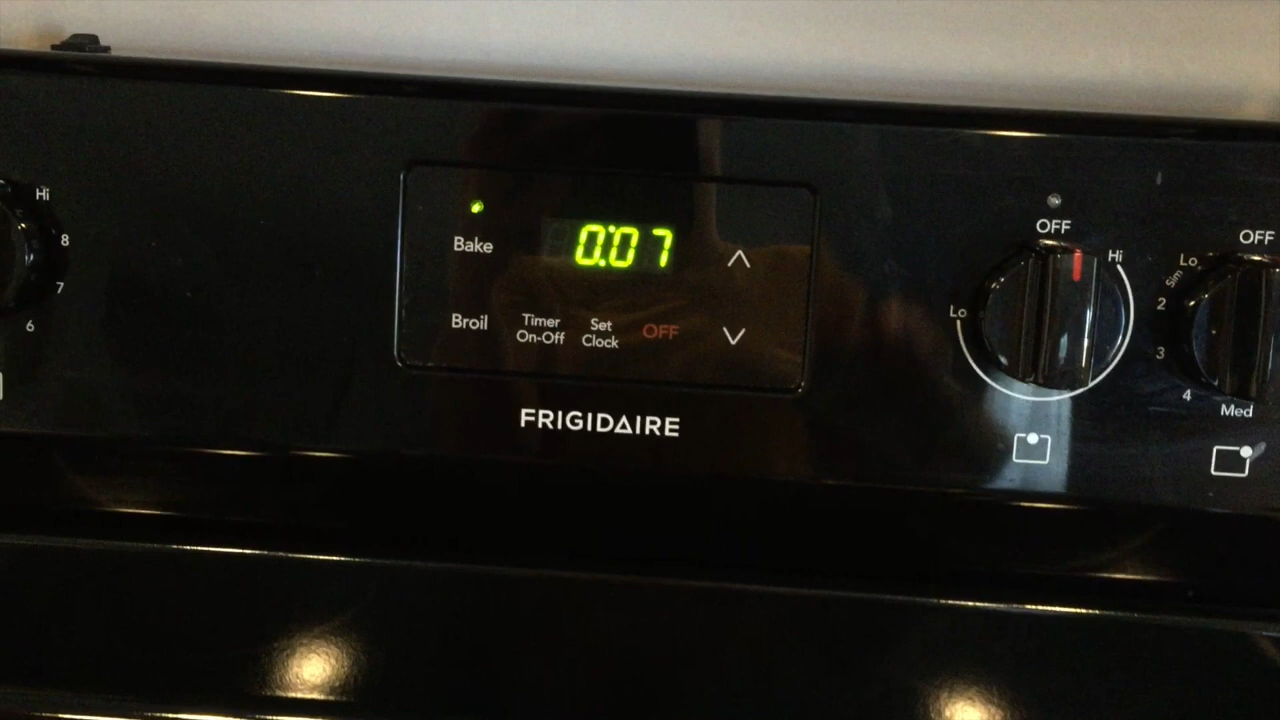 Hi
8
7
6
Bake
0:07
Broil
Timer
On-Off
Set
Clock
OFF
FRIGIDAIRE
OFF
Hi
Lo
OFF
Lo
Sim
2
3
4
Med